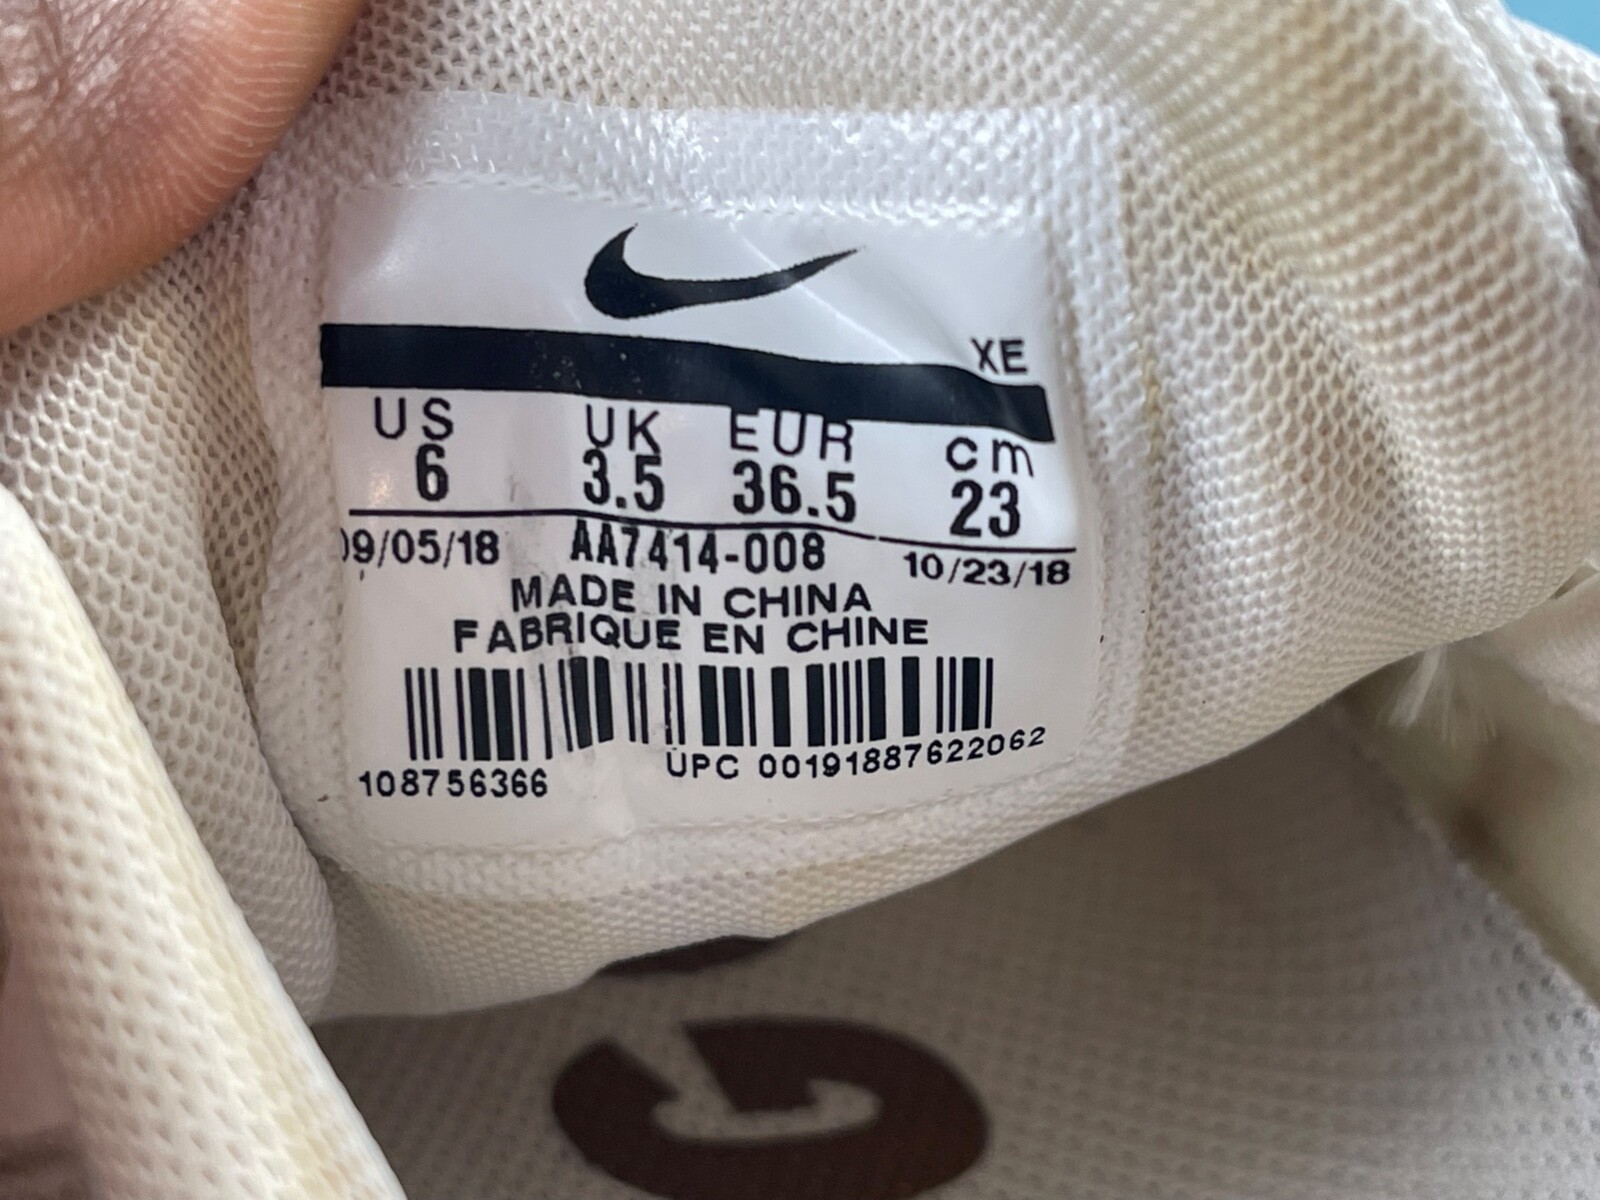 XE
US UK EUR cm
6 3.5 36.5 23
09/05/18 AA7414-008 10/23/18
MADE IN CHINA
FABRIQUE EN CHINE
108756366 UPC 00191887622062
G